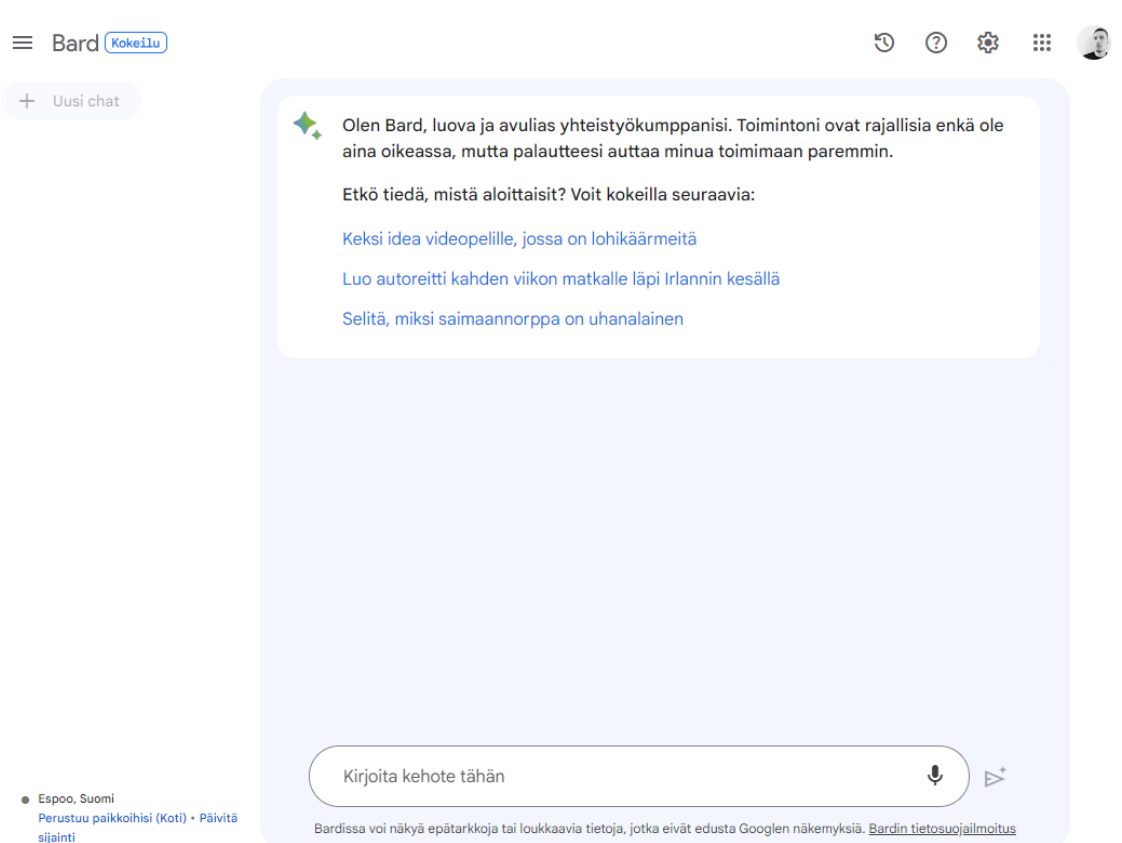 Bard Kokeilu
Uusi chat
Olen Bard, luova ja avulias yhteistyökumppanisi. Toimintoni ovat rajallisia enkä ole
aina oikeassa, mutta palautteesi auttaa minua toimimaan paremmin.
Etkö tiedä, mistä aloittaisit? Voit kokeilla seuraavia:
Keksi idea videopelille, jossa on lohikäärmeitä
Luo autoreitti kahden viikon matkalle läpi Irlannin kesällä
Selitä, miksi saimaannorppa on uhanalainen
Kirjoita kehote tähän
Espoo, Suomi
Perustuu paikkoihisi (Koti) • Päivitä
sijainti
Bardissa voi näkyä epätarkkoja tai loukkaavia tietoja, jotka eivät edusta Googlen näkemyksiä. Bardin tietosuojailmoitus